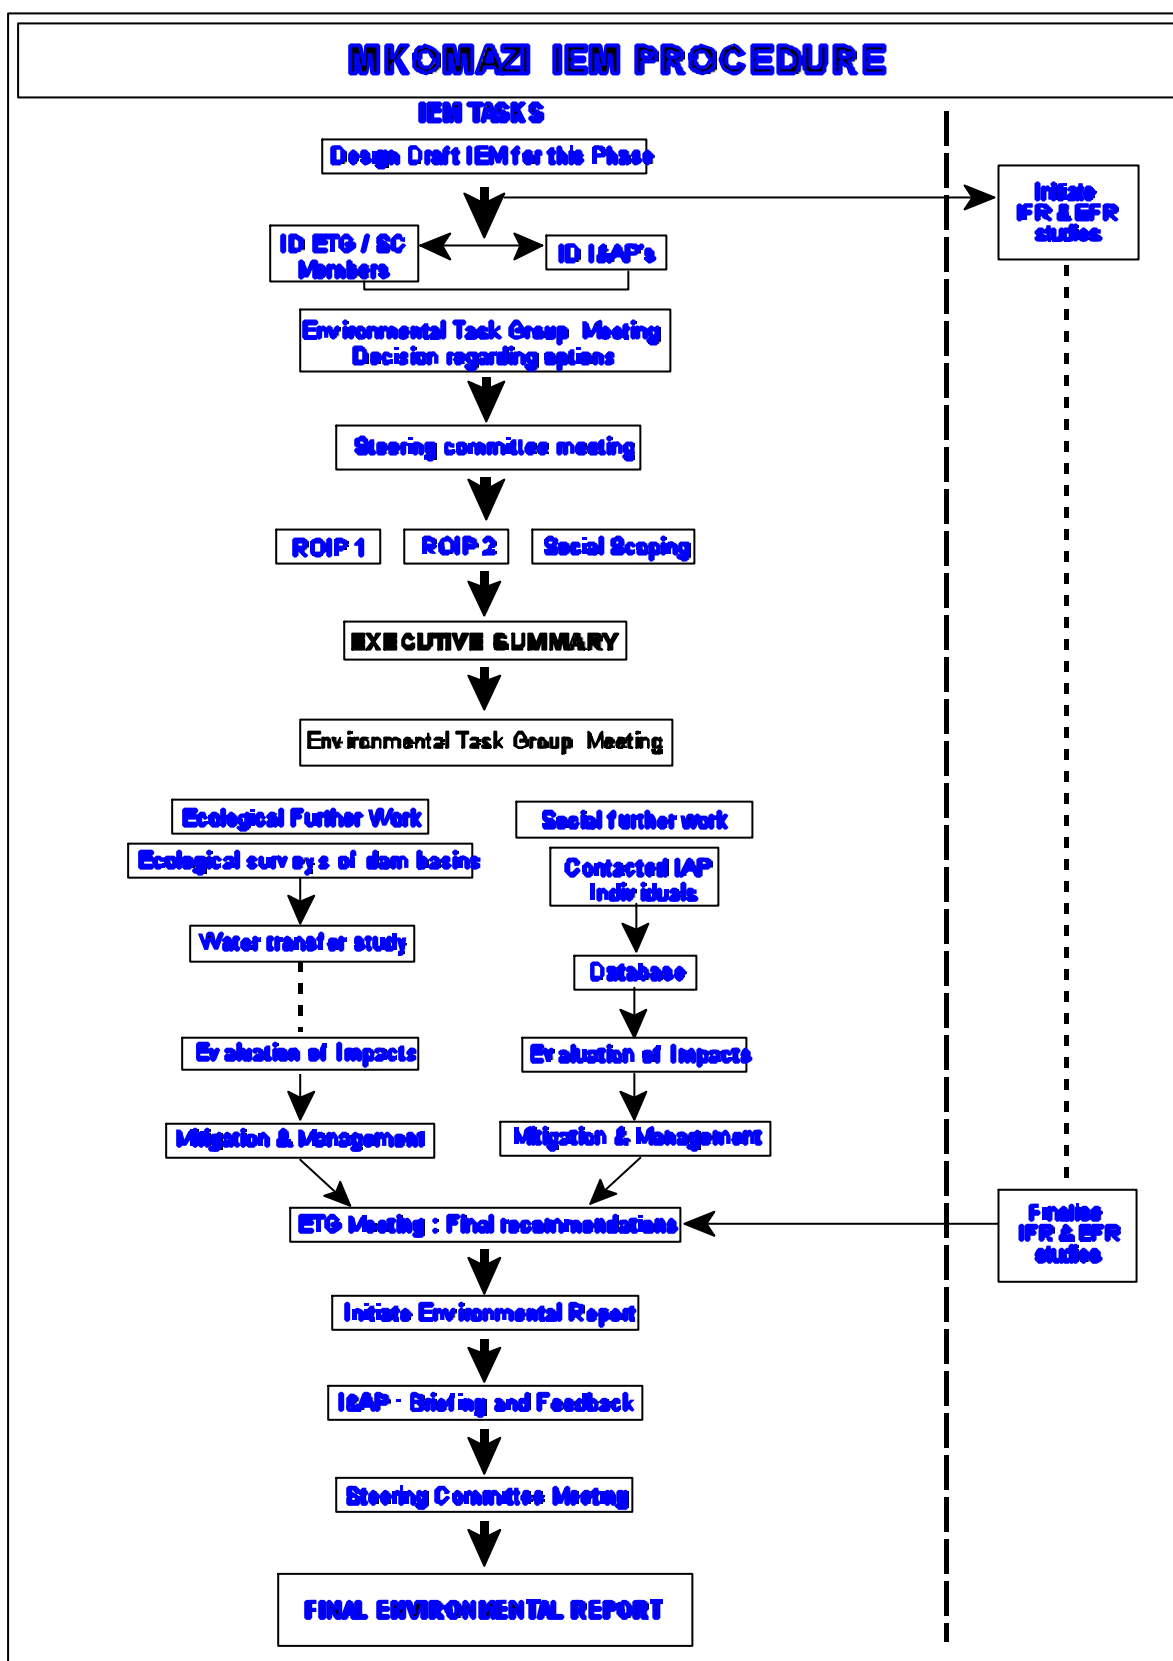 MKOMAZI IEM PROCEDURE
IEM TASKS
Design Draft IEM for this Phase
Initiate
IFR & EFR
studies
ID ETG / SC
Members
ID I&AP's
Environmental Task Group Meeting
Decision regarding options
Steering committee meeting
ROIP 1
ROIP 2
Social Scoping
EXECUTIVE SUMMARY
Environmental Task Group Meeting
Ecological Further Work
Social further work
Ecological surveys of dam basins
Contacted IAP
Individuals
Water transfer study
Database
Evaluation of Impacts
Evaluation of Impacts
Mitigation & Management
Mitigation & Management
ETG Meeting : Final recommendations
Finalise
IFR & EFR
studies
Initiate Environmental Report
I&AP - Briefing and Feedback
Steering Committee Meeting
FINAL ENVIRONMENTAL REPORT